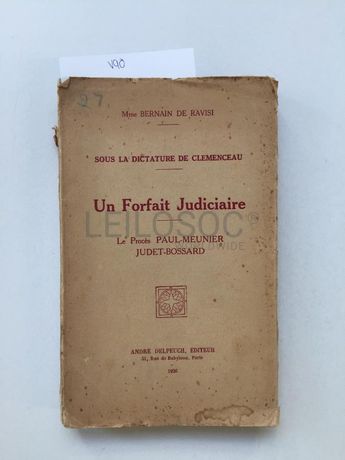 V90
27
Mme BERNAIN DE RAVISI
SOUS LA DICTATURE DE CLEMENCEAU
Un Forfait Judiciaire
LEILOSOC®
WORLDWIDE
Le Procès PAUL-MEUNIER
JUDET-BOSSARD
ANDRÉ DELPEUCH, ÉDITEUR
51, Rue de Babylone, Paris
1926